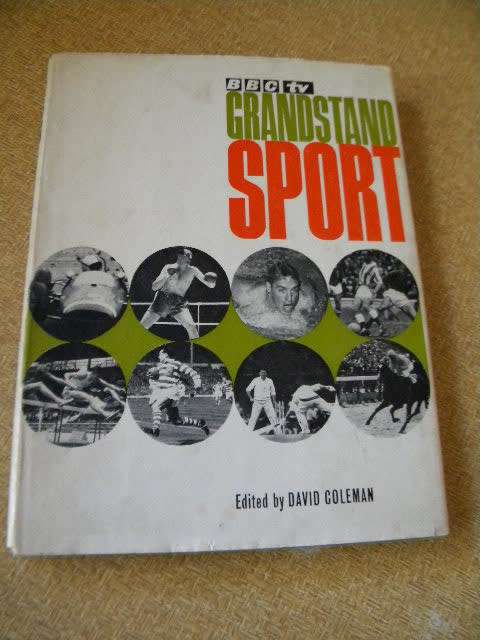 BBC tv
GRANDSTAND
SPORT
Edited by DAVID COLEMAN